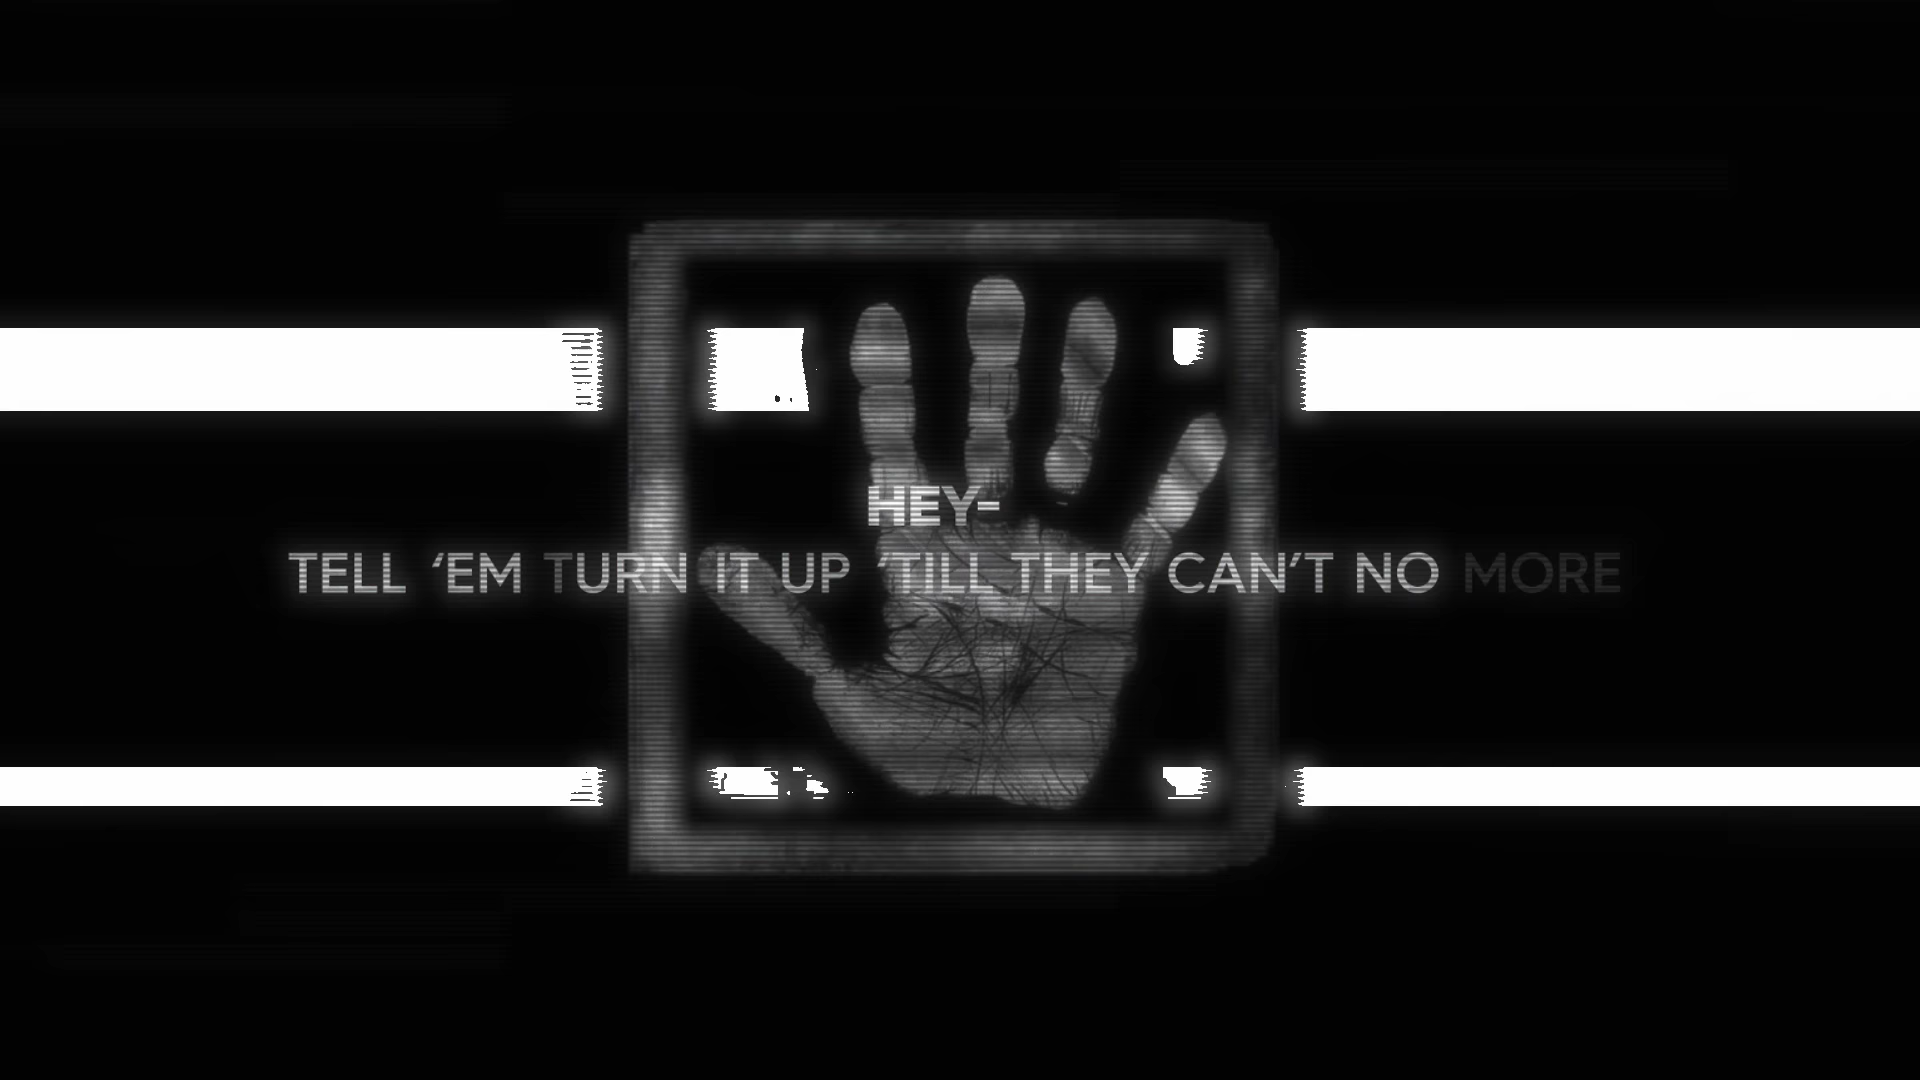 HEY-
TELL ‘EM TURN IT UP ‘TILL THEY CAN’T NO MORE